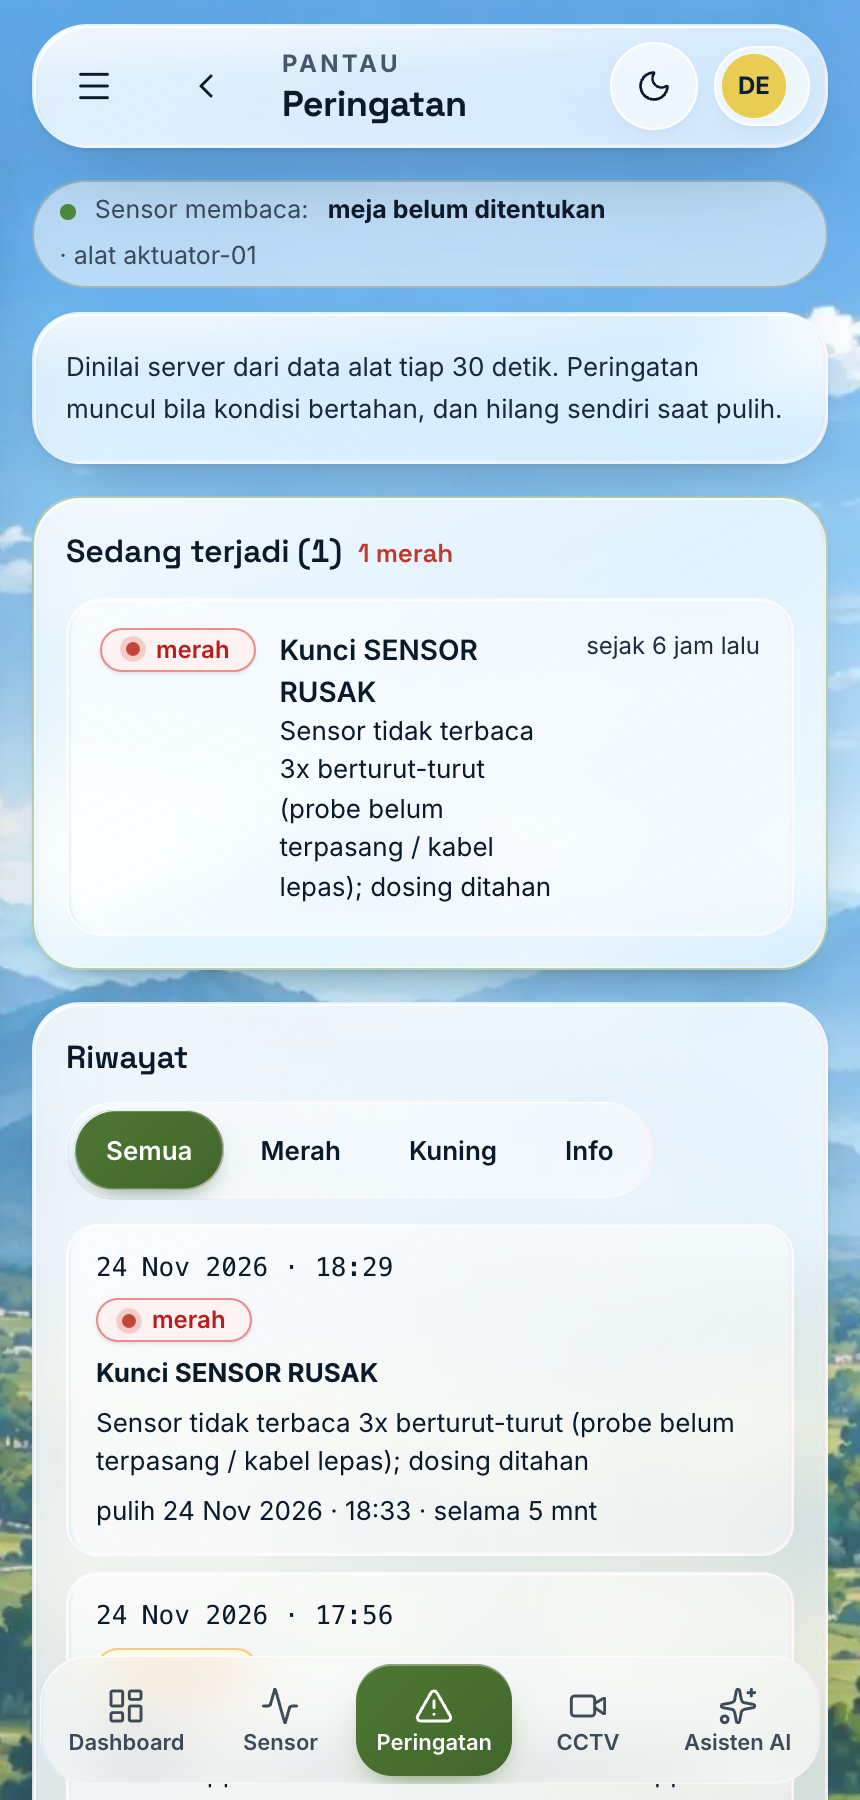 PANTAU
Peringatan
DE
Sensor membaca: meja belum ditentukan
· alat aktuator-01
Dinilai server dari data alat tiap 30 detik. Peringatan
muncul bila kondisi bertahan, dan hilang sendiri saat pulih.
Sedang terjadi (1) 1 merah
merah
Kunci SENSOR
RUSAK
sejak 6 jam lalu
Sensor tidak terbaca
3x berturut-turut
(probe belum
terpasang / kabel
lepas); dosing ditahan
Riwayat
Semua Merah Kuning Info
24 Nov 2026 · 18:29
merah
Kunci SENSOR RUSAK
Sensor tidak terbaca 3x berturut-turut (probe belum
terpasang / kabel lepas); dosing ditahan
pulih 24 Nov 2026 · 18:33 · selama 5 mnt
24 Nov 2026 · 17:56
Dashboard Sensor Peringatan CCTV Asisten AI